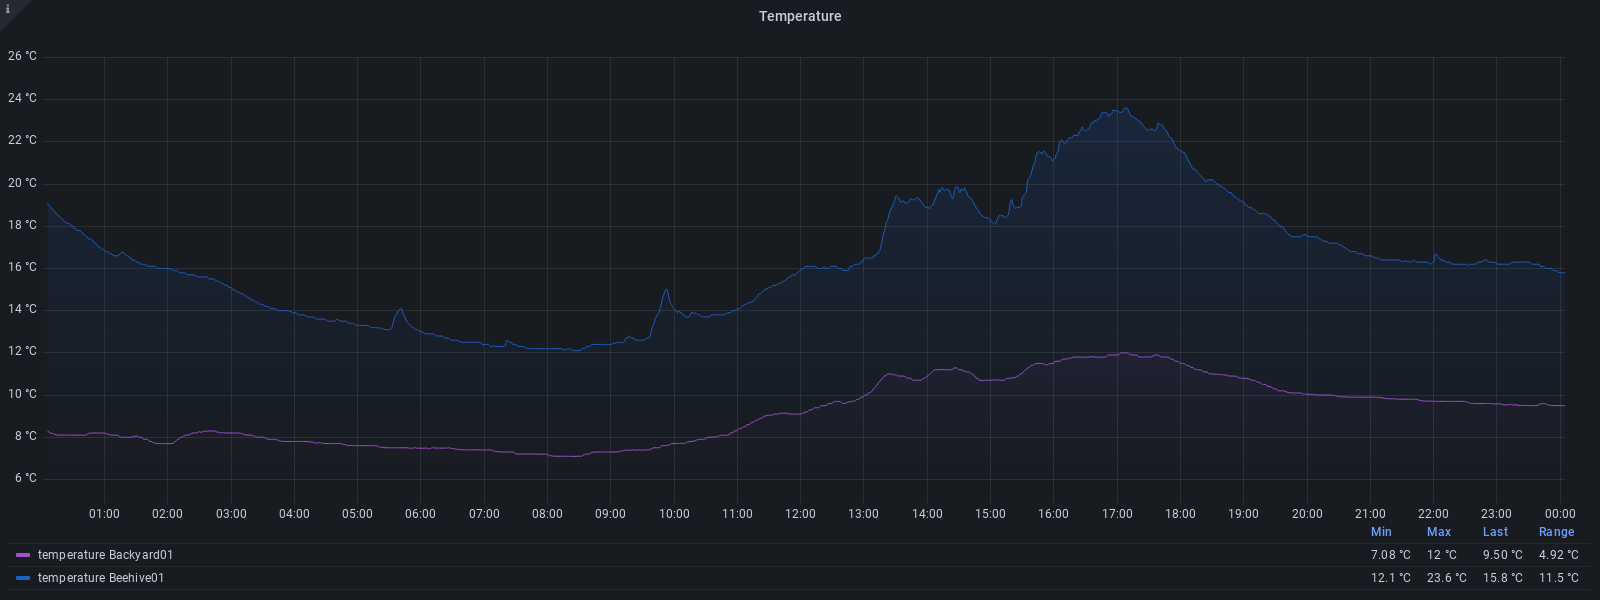 i
Temperature
26 °C
24 °C
22 °C
20 °C
18 °C
16 °C
14 °C
12 °C
10 °C
8 °C
6 °C
01:00 02:00 03:00 04:00 05:00 06:00 07:00 08:00 09:00 10:00 11:00 12:00 13:00 14:00 15:00 16:00 17:00 18:00 19:00 20:00 21:00 22:00 23:00 00:00
Min Max Last Range
temperature Backyard01 7.08 °C 12 °C 9.50 °C 4.92 °C
temperature Beehive01 12.1 °C 23.6 °C 15.8 °C 11.5 °C